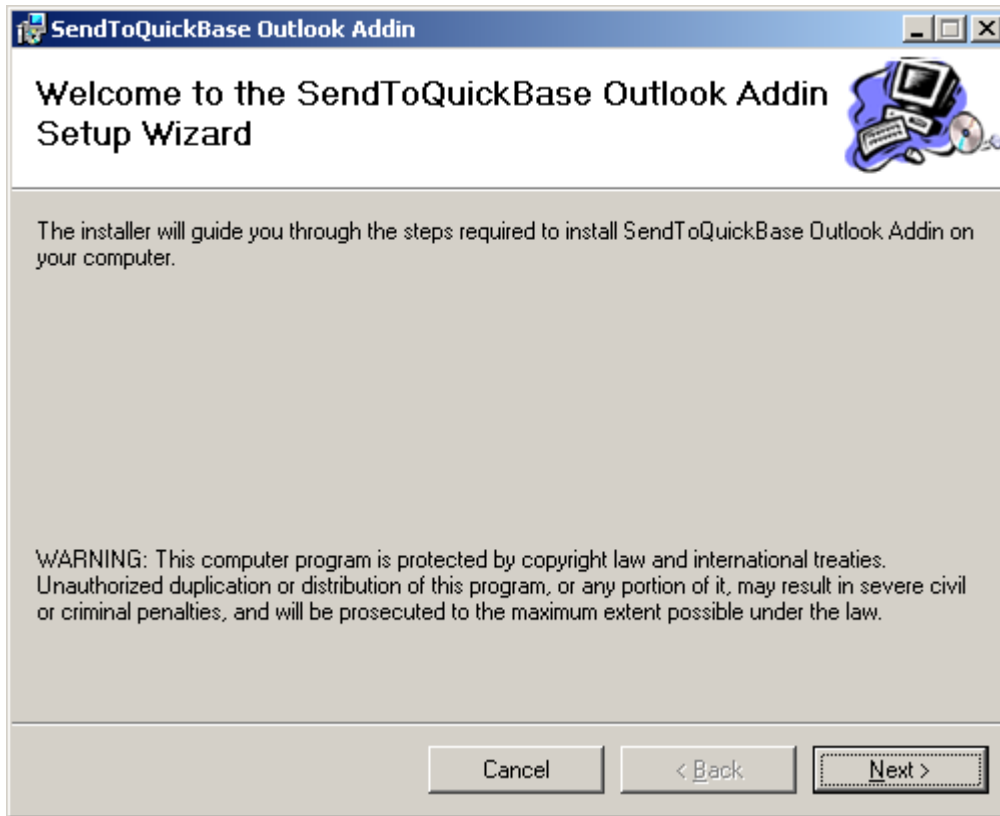 SendToQuickBase Outlook Addin
Welcome to the SendToQuickBase Outlook Addin
Setup Wizard
The installer will guide you through the steps required to install SendToQuickBase Outlook Addin on
your computer.
WARNING: This computer program is protected by copyright law and international treaties.
Unauthorized duplication or distribution of this program, or any portion of it, may result in severe civil
or criminal penalties, and will be prosecuted to the maximum extent possible under the law.
Cancel < Back Next >